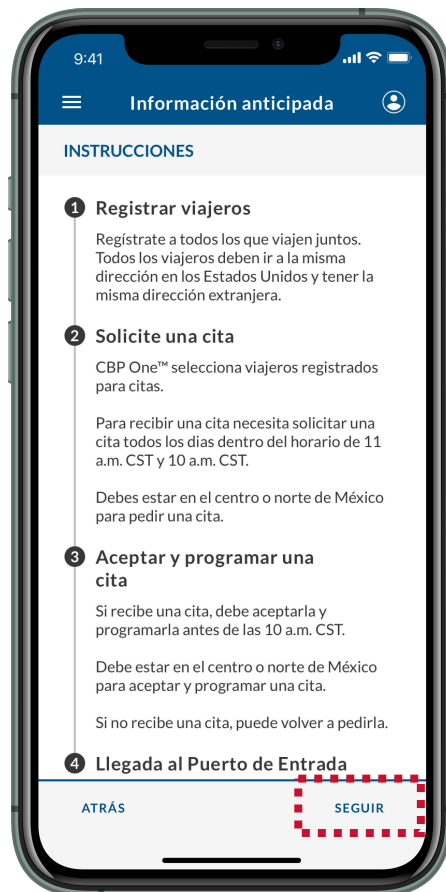 9:41
Información anticipada
INSTRUCCIONES
1 Registrar viajeros
Regístrate a todos los que viajen juntos.
Todos los viajeros deben ir a la misma
dirección en los Estados Unidos y tener la
misma dirección extranjera.
2 Solicite una cita
CBP One™ selecciona viajeros registrados
para citas.
Para recibir una cita necesita solicitar una
cita todos los dias dentro del horario de 11
a.m. CST y 10 a.m. CST.
Debes estar en el centro o norte de México
para pedir una cita.
3 Aceptar y programar una
cita
Si recibe una cita, debe aceptarla y
programarla antes de las 10 a.m. CST.
Debe estar en el centro o norte de México
para aceptar y programar una cita.
Si no recibe una cita, puede volver a pedirla.
4 Llegada al Puerto de Entrada
ATRÁS SEGUIR